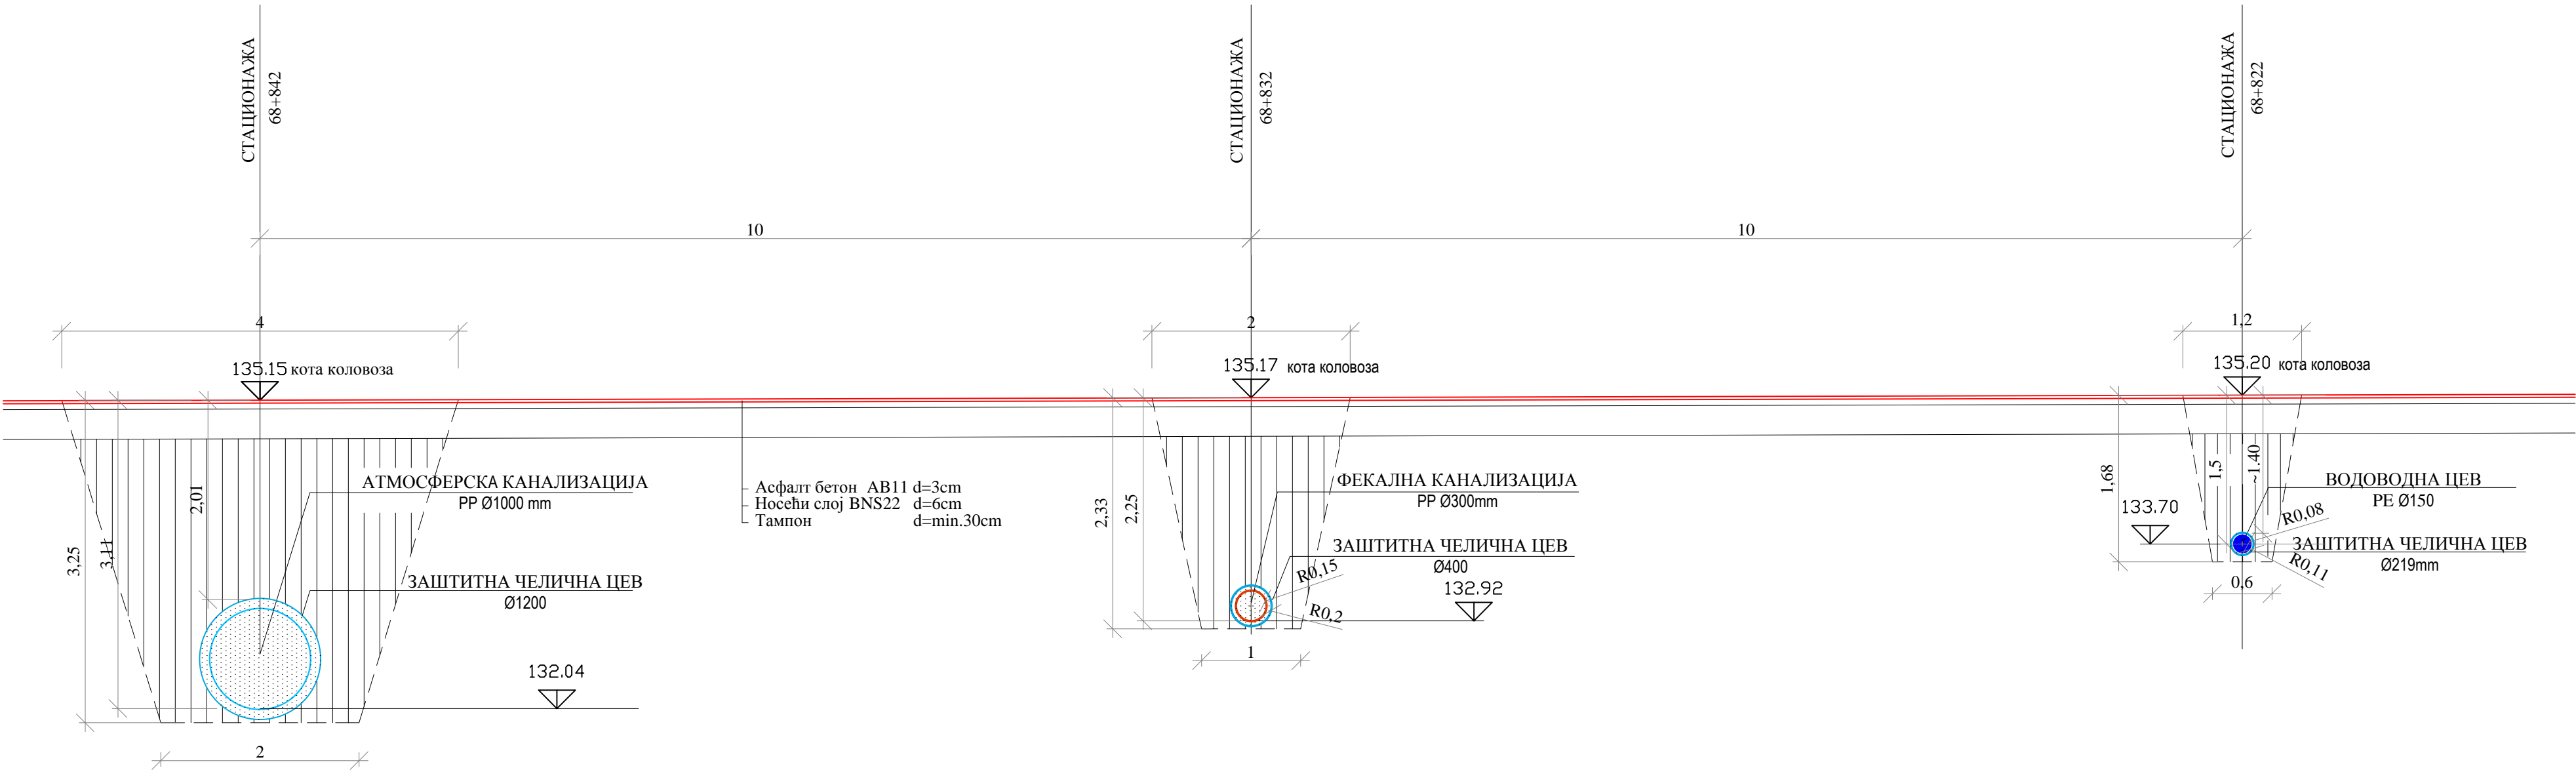 СТАЦИОНАЖА
68+842
СТАЦИОНАЖА
68+832
СТАЦИОНАЖА
68+822
10
10
4
2
1,2
135.15 кота коловоза
135.17 кота коловоза
135.20 кота коловоза
2,01
3,11
3,25
АТМОСФЕРСКА КАНАЛИЗАЦИЈА
PP Ø1000 mm
ЗАШТИТНА ЧЕЛИЧНА ЦЕВ
Ø1200
132.04
2
Асфалт бетон AB11 d=3cm
Носећи слој BNS22 d=6cm
Тампон d=min.30cm
2,33
2,25
ФЕКАЛНА КАНАЛИЗАЦИЈА
PP Ø300mm
ЗАШТИТНА ЧЕЛИЧНА ЦЕВ
Ø400
R0,15
132.92
R0,2
1
1,68
1,5
~1.40
133.70
ВОДОВОДНА ЦЕВ
PE Ø150
R0,08
ЗАШТИТНА ЧЕЛИЧНА ЦЕВ
Ø219mm
R0,11
0,6